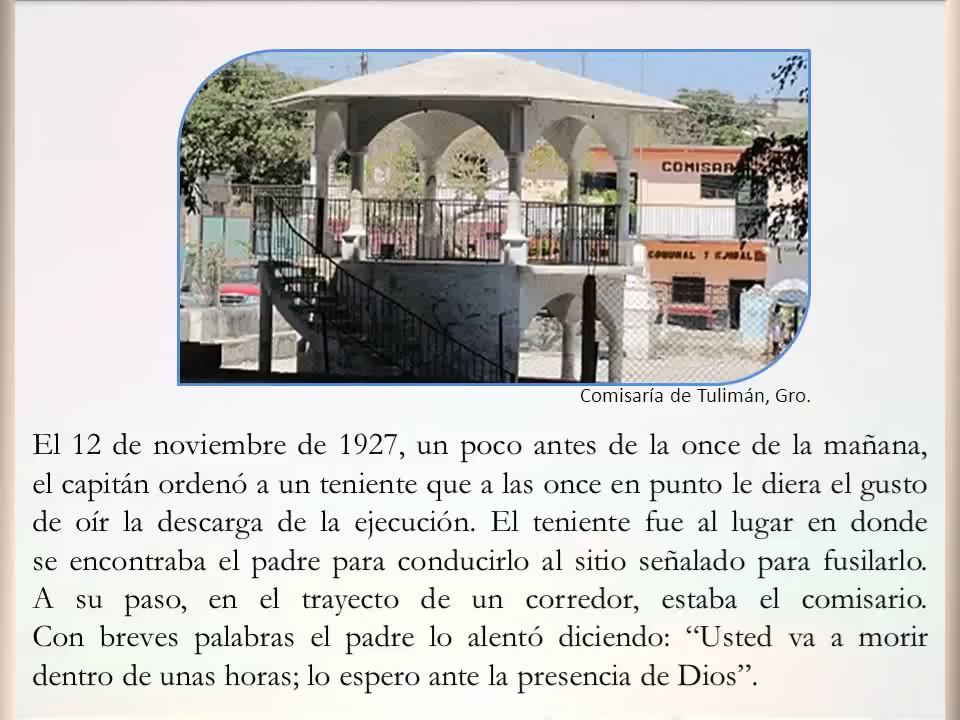 COMISAR
COMUNAL Y EJIDAL
Comisaría de Tulimán, Gro.
El 12 de noviembre de 1927, un poco antes de la once de la mañana,
el capitán ordenó a un teniente que a las once en punto le diera el gusto
de oír la descarga de la ejecución. El teniente fue al lugar en donde
se encontraba el padre para conducirlo al sitio señalado para fusilarlo.
A su paso, en el trayecto de un corredor, estaba el comisario.
Con breves palabras el padre lo alentó diciendo: “Usted va a morir
dentro de unas horas; lo espero ante la presencia de Dios”.